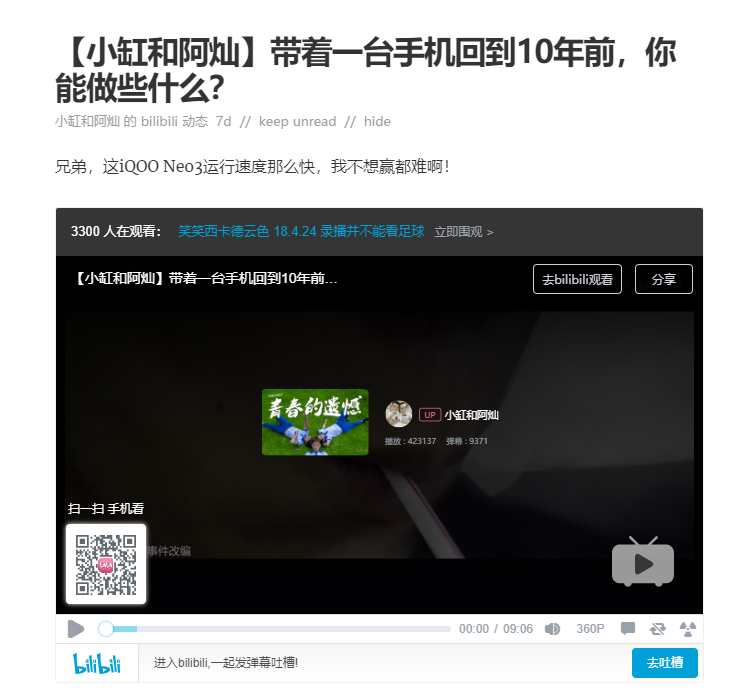 【小缸和阿灿】带着一台手机回到10年前，你
能做些什么？
小缸和阿灿 的 bilibili 动态 7d // keep unread // hide
兄弟，这iQOO Neo3运行速度那么快，我不想赢都难啊！
3300 人在观看： 笑笑西卡德云色 18.4.24 录播并不能看足球 立即围观 >
【小缸和阿灿】带着一台手机回到10年前... 去bilibili观看 分享
青春的遗憾
UP 小缸和阿灿
播放 : 423137 弹幕 : 9371
扫一扫 手机看
事件改编
00:00 / 09:06 360P
bilibili 进入bilibili,一起发弹幕吐槽! 去吐槽